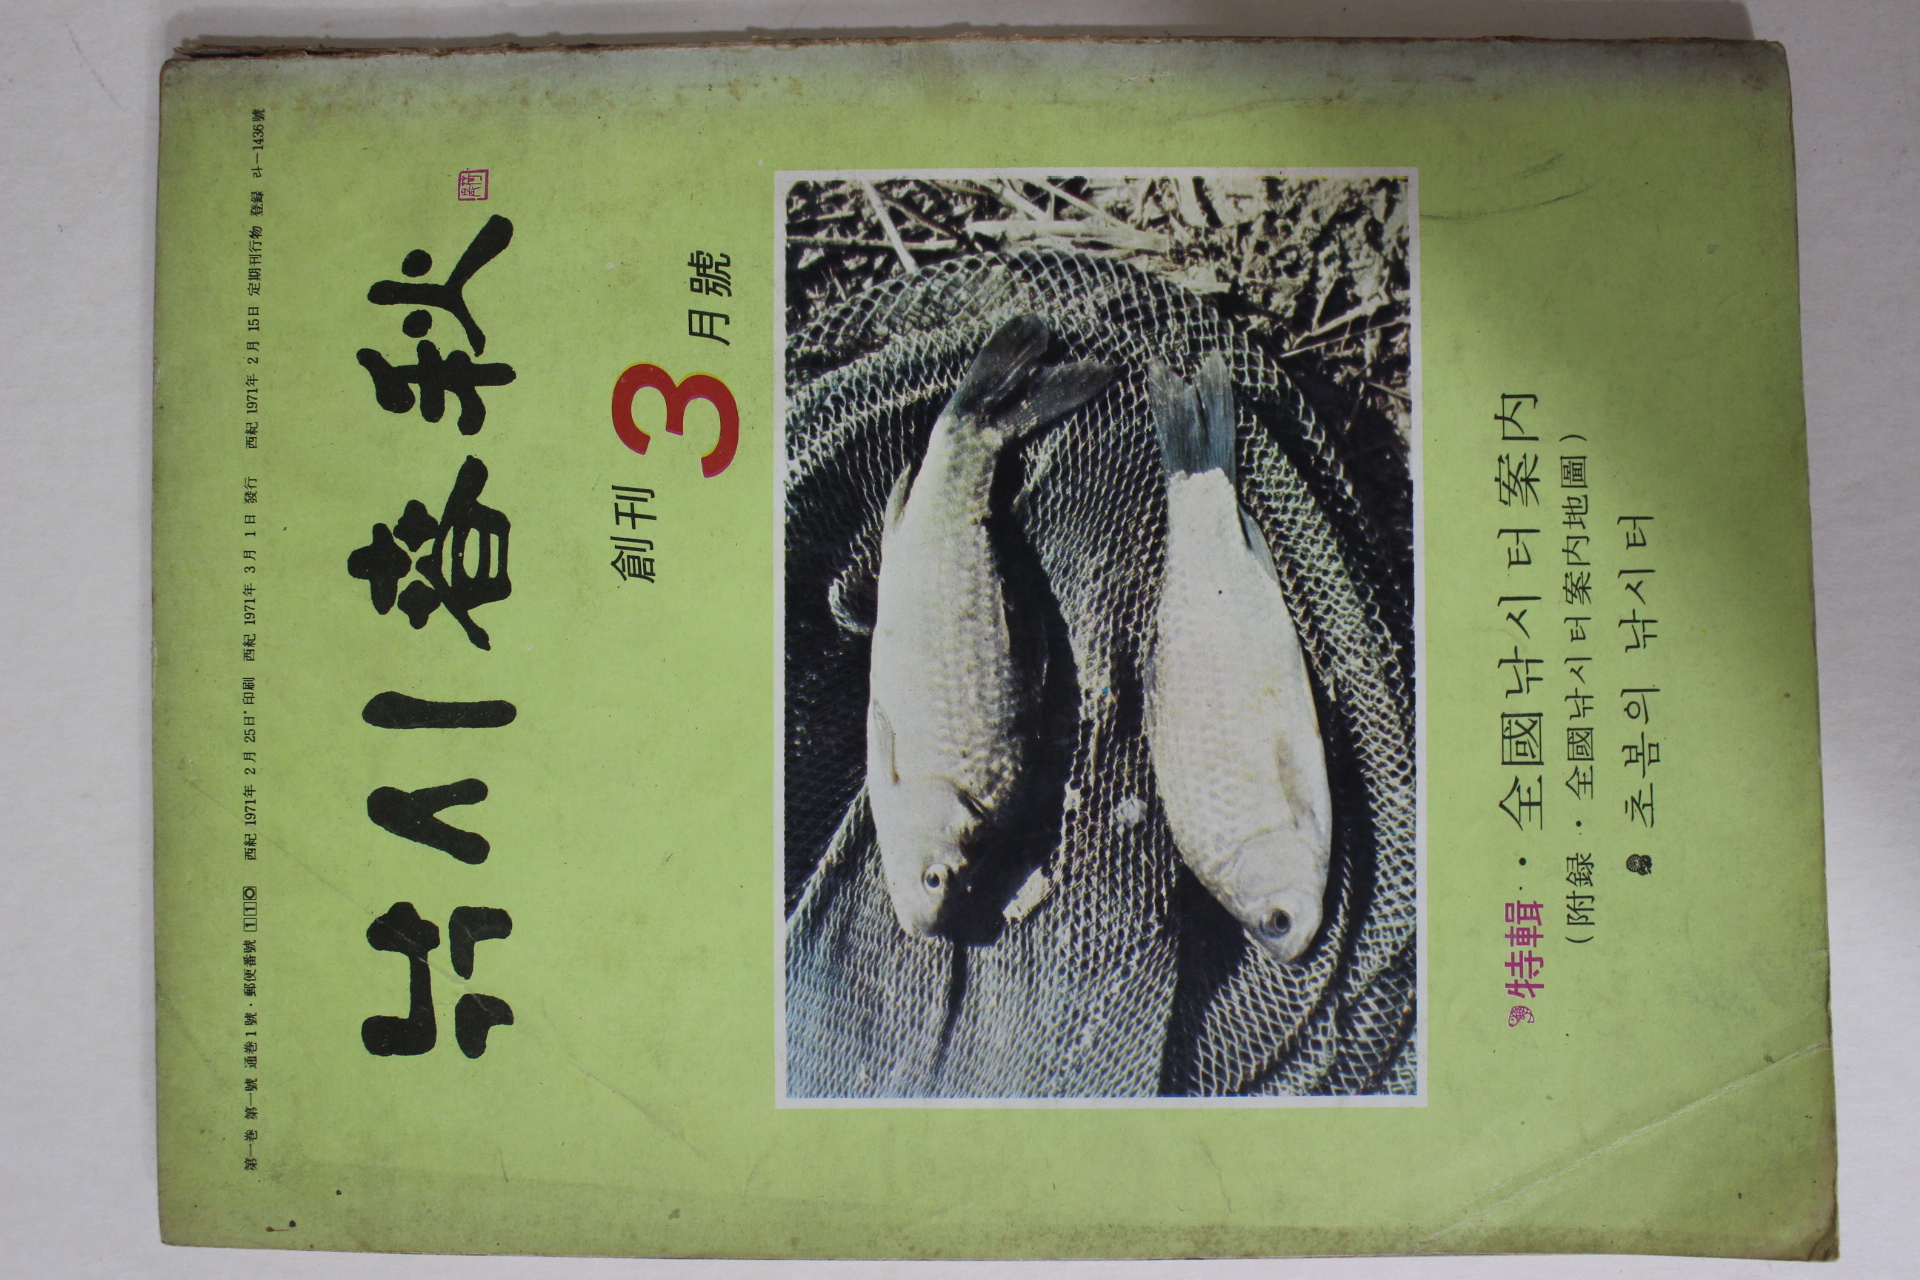 第一卷 第一號 通卷1號·郵便番號 110 西紀 1971年 2月 25日 印刷 西紀 1971年 3月 1日 發行 西紀 1971年 2月 15日 定期刊行物 登録 라-1436號
낚시春秋
創刊 3 月號
特輯··全國낚시터案内
(附録··全國낚시터案内地圖)
초봄의 낚시터